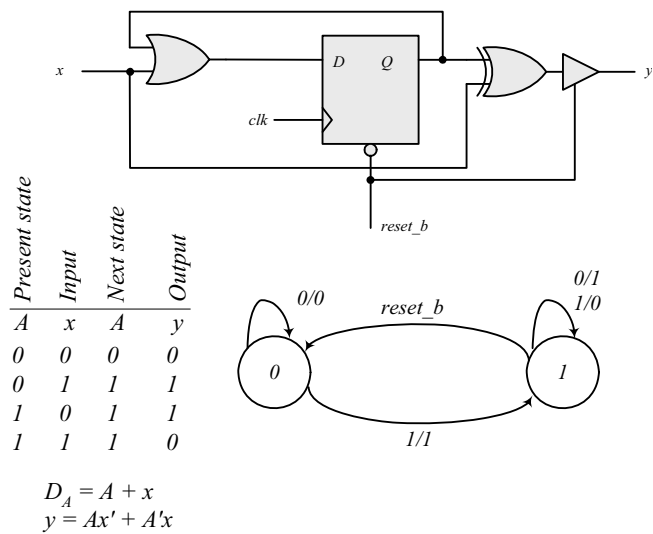 x
D Q
y
clk
reset_b
Present state
Input
Next state
Output
A x A y
0 0 0 0
0 1 1 1
1 0 1 1
1 1 1 0
D_A = A + x
y = Ax' + A'x
0/0
reset_b
0/1
1/0
0
1
1/1